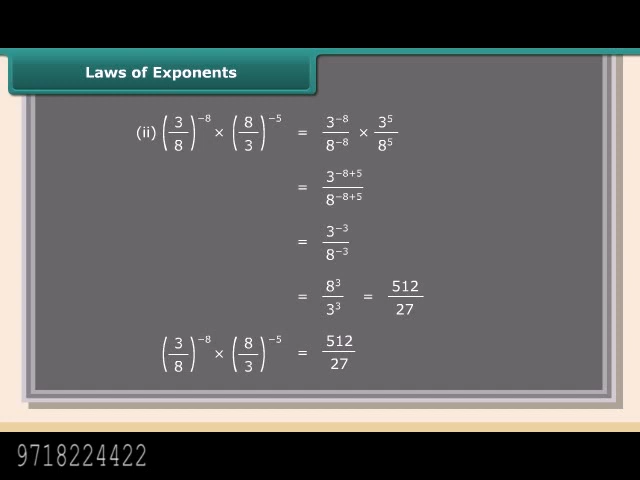 Laws of Exponents
(ii) (3/8)^−8 × (8/3)^−5 = 3^−8/8^−8 × 3^5/8^5
= 3^−8+5/8^−8+5
= 3^−3/8^−3
= 8^3/3^3 = 512/27
(3/8)^−8 × (8/3)^−5 = 512/27
9718224422